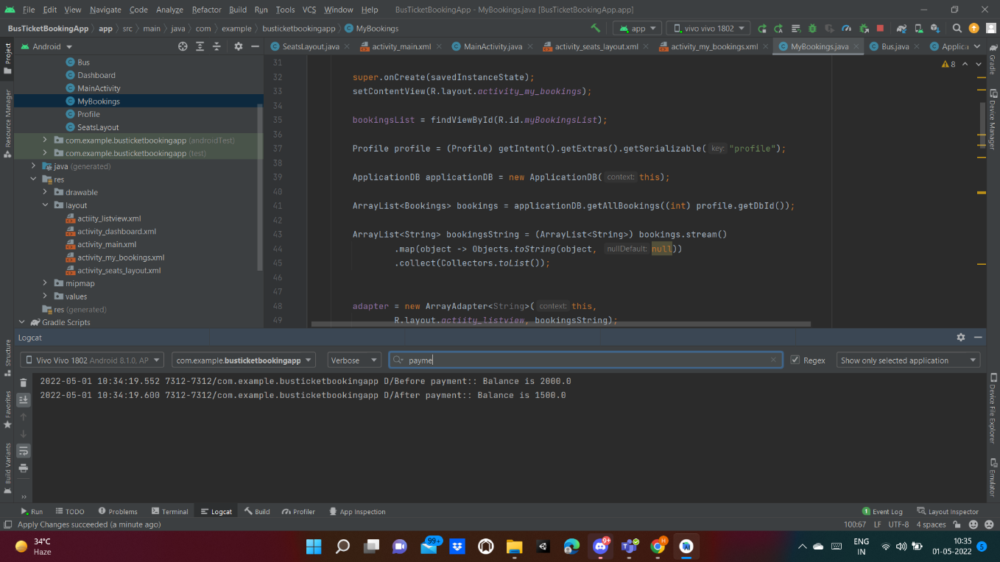 File Edit View Navigate Code Analyze Refactor Build Run Tools VCS Window Help BusTicketBookingApp - MyBookings.java [BusTicketBookingApp.app]
BusTicketBookingApp app src main java com example busticketbookingapp MyBookings app vivo vivo 1802
Project
Resource Manager
Structure
Favorites
Build Variants
Android
Bus
Dashboard
MainActivity
MyBookings
Profile
SeatsLayout
com.example.busticketbookingapp (androidTest)
com.example.busticketbookingapp (test)
java (generated)
res
drawable
layout
actiity_listview.xml
activity_dashboard.xml
activity_main.xml
activity_my_bookings.xml
activity_seats_layout.xml
mipmap
values
res (generated)
Gradle Scripts
SeatsLayout.java activity_main.xml MainActivity.java activity_seats_layout.xml activity_my_bookings.xml MyBookings.java Bus.java Applica
8
31
32 super.onCreate(savedInstanceState);
33 setContentView(R.layout.activity_my_bookings);
34
35 bookingsList = findViewById(R.id.myBookingsList);
36
37 Profile profile = (Profile) getIntent().getExtras().getSerializable( key: "profile");
38
39 ApplicationDB applicationDB = new ApplicationDB( context: this);
40
41 ArrayList<Bookings> bookings = applicationDB.getAllBookings((int) profile.getDbId());
42
43 ArrayList<String> bookingsString = (ArrayList<String>) bookings.stream()
44 .map(object -> Objects.toString(object, nullDefault: null))
45 .collect(Collectors.toList());
46
47
48 adapter = new ArrayAdapter<String>( context: this,
49 R.layout.actiity_listview, bookingsString);
Gradle
Device Manager
Device File Explorer
Emulator
Logcat
Vivo Vivo 1802 Android 8.1.0, AP com.example.busticketbookingapp Verbose payme Regex Show only selected application
2022-05-01 10:34:19.552 7312-7312/com.example.busticketbookingapp D/Before payment:: Balance is 2000.0
2022-05-01 10:34:19.600 7312-7312/com.example.busticketbookingapp D/After payment:: Balance is 1500.0
Run TODO Problems Terminal Logcat Build Profiler App Inspection 1 Event Log Layout Inspector
Apply Changes succeeded (a minute ago) 100:67 LF UTF-8 4 spaces
34°C
Haze
99+
9+
H
ENG
IN
10:35
01-05-2022
5